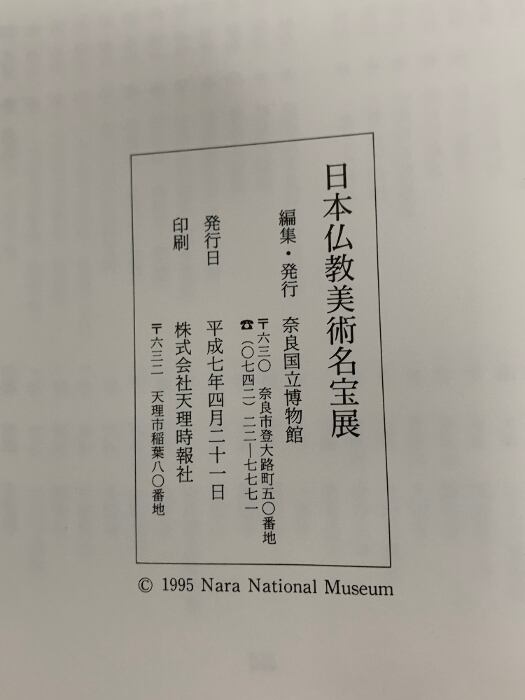 日本仏教美術名宝展
編集・発行 奈良国立博物館
〒六三〇 奈良市登大路町五〇番地
☎(〇七四二)二二―七七七一
発行日 平成七年四月二十一日
印刷 株式会社天理時報社
〒六三二 天理市稲葉八〇番地
© 1995 Nara National Museum